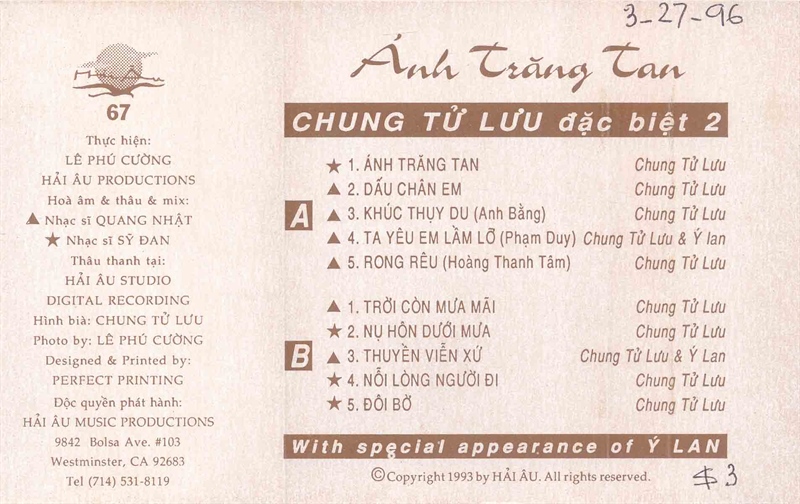 3-27-96
Hải Âu
67
Thực hiện:
LÊ PHÚ CƯỜNG
HẢI ÂU PRODUCTIONS
Hoà âm & thâu & mix:
▲ Nhạc sĩ QUANG NHẬT
★ Nhạc sĩ SỸ ĐAN
Thâu thanh tại:
HẢI ÂU STUDIO
DIGITAL RECORDING
Hình bià: CHUNG TỬ LƯU
Photo by: LÊ PHÚ CƯỜNG
Designed & Printed by:
PERFECT PRINTING
Độc quyền phát hành:
HẢI ÂU MUSIC PRODUCTIONS
9842 Bolsa Ave. #103
Westminster, CA 92683
Tel (714) 531-8119
Ánh Trăng Tan
CHUNG TỬ LƯU đặc biệt 2
A
★ 1. ÁNH TRĂNG TAN Chung Tử Lưu
▲ 2. DẤU CHÂN EM Chung Tử Lưu
▲ 3. KHÚC THỤY DU (Anh Bằng) Chung Tử Lưu
▲ 4. TA YÊU EM LẦM LỠ (Phạm Duy) Chung Tử Lưu & Ý lan
▲ 5. RONG RÊU (Hoàng Thanh Tâm) Chung Tử Lưu
B
▲ 1. TRỜI CÒN MƯA MÃI Chung Tử Lưu
★ 2. NỤ HÔN DƯỚI MƯA Chung Tử Lưu
▲ 3. THUYỀN VIỄN XỨ Chung Tử Lưu & Ý Lan
★ 4. NỖI LÒNG NGƯỜI ĐI Chung Tử Lưu
★ 5. ĐÔI BỜ Chung Tử Lưu
With special appearance of Ý LAN
©Copyright 1993 by HẢI ÂU. All rights reserved.
$3